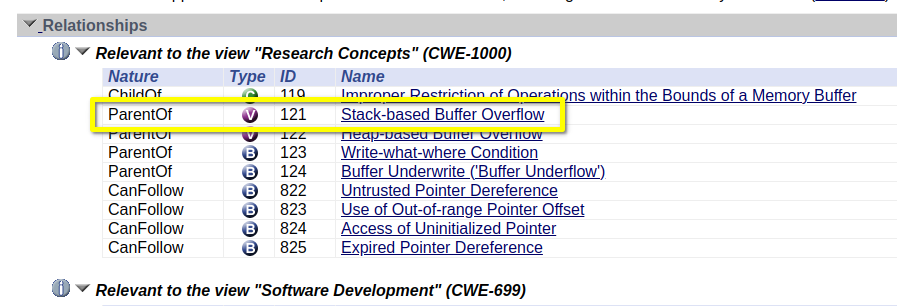 Relationships
Relevant to the view "Research Concepts" (CWE-1000)
Nature Type ID Name
ChildOf C 119 Improper Restriction of Operations within the Bounds of a Memory Buffer
ParentOf V 121 Stack-based Buffer Overflow
ParentOf V 122 Heap-based Buffer Overflow
ParentOf B 123 Write-what-where Condition
ParentOf B 124 Buffer Underwrite ('Buffer Underflow')
CanFollow B 822 Untrusted Pointer Dereference
CanFollow B 823 Use of Out-of-range Pointer Offset
CanFollow B 824 Access of Uninitialized Pointer
CanFollow B 825 Expired Pointer Dereference
Relevant to the view "Software Development" (CWE-699)